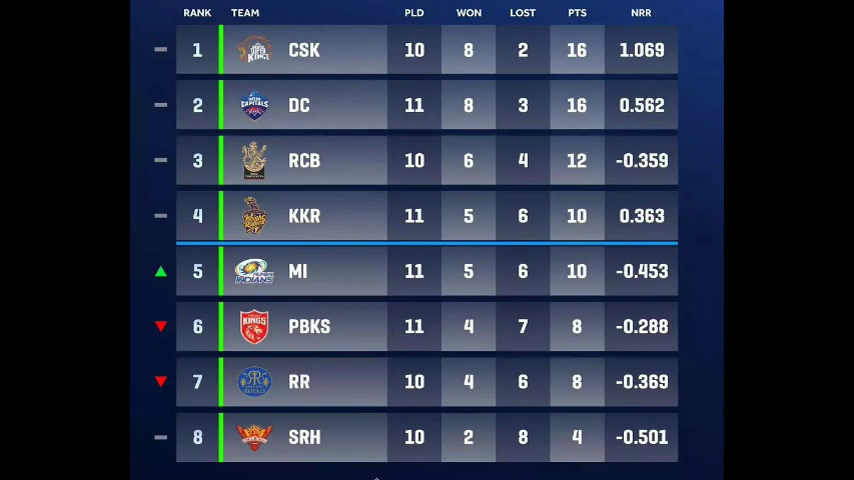 RANK TEAM PLD WON LOST PTS NRR
1 CSK 10 8 2 16 1.069
2 DC 11 8 3 16 0.562
3 RCB 10 6 4 12 -0.359
4 KKR 11 5 6 10 0.363
5 MI 11 5 6 10 -0.453
6 PBKS 11 4 7 8 -0.288
7 RR 10 4 6 8 -0.369
8 SRH 10 2 8 4 -0.501